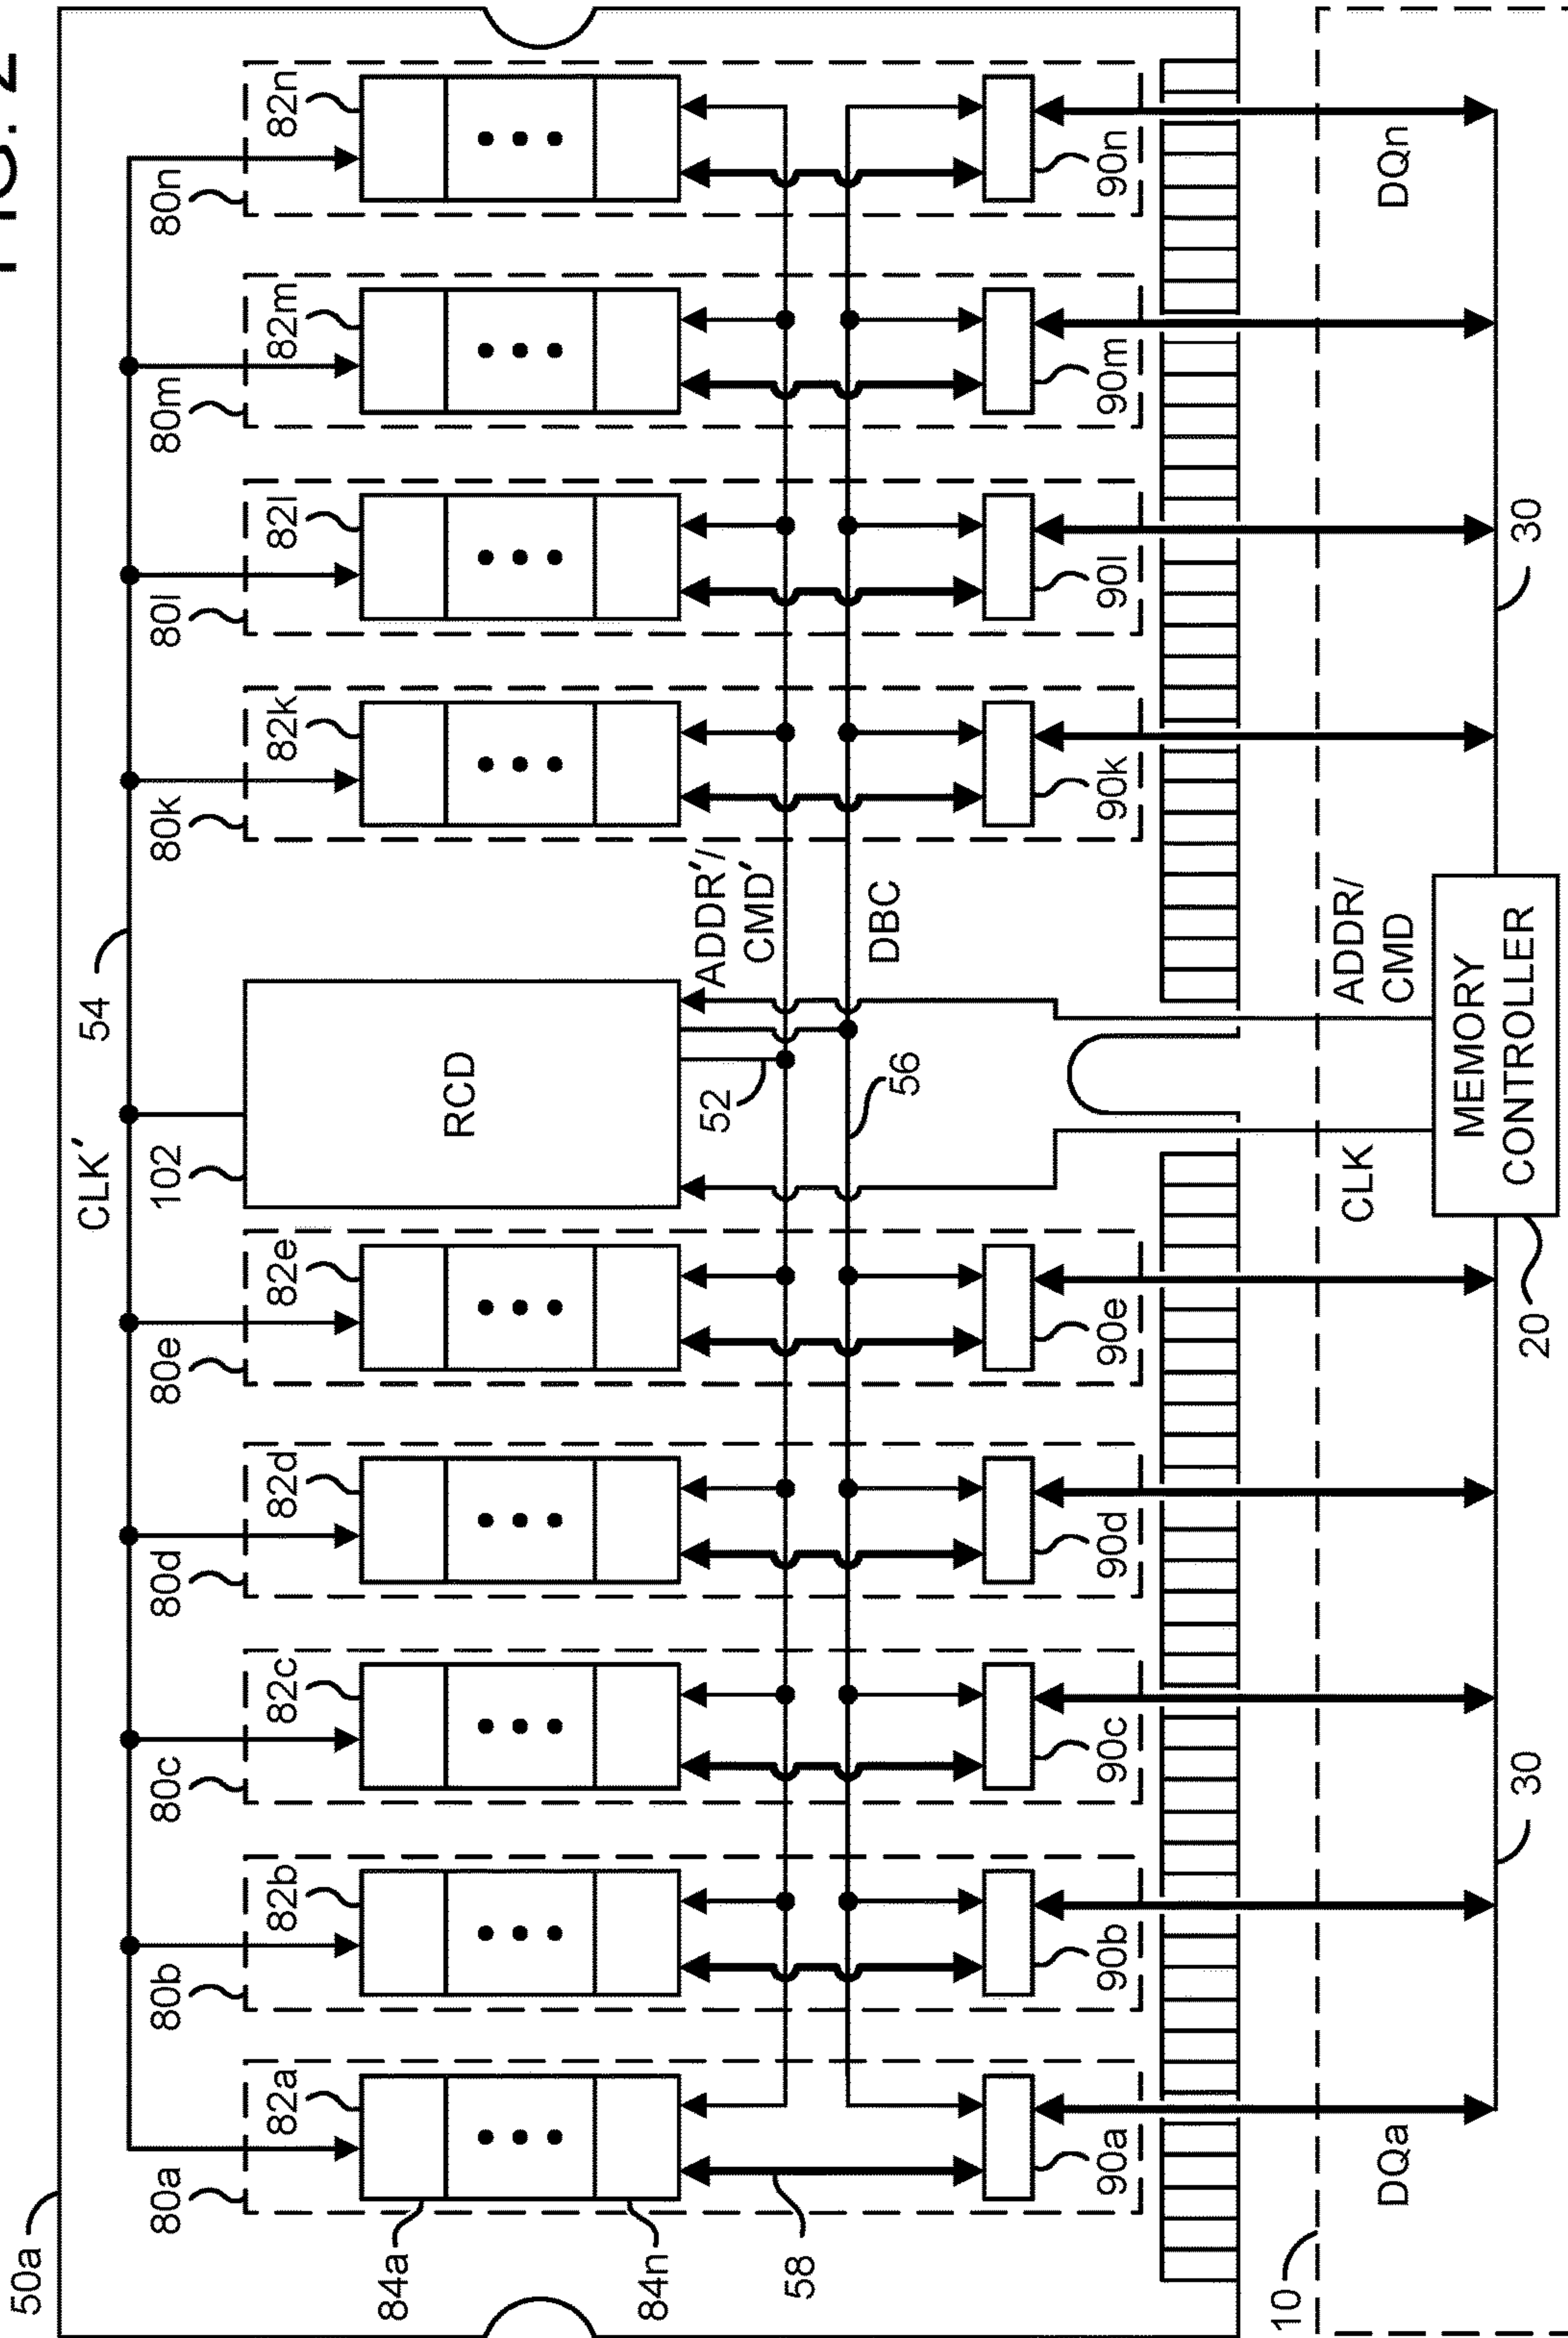 FIG. 2
50a
CLK′
54
80a
80b
80c
80d
80e
102
80k
80l
80m
80n
82a
82b
82c
82d
82e
82k
82l
82m
82n
84a
RCD
84n
52
ADDR′/
CMD′
58
56
DBC
90a
90b
90c
90d
90e
90k
90l
90m
90n
10
CLK
ADDR/
CMD
DQa
DQn
MEMORY
CONTROLLER
30
30
20